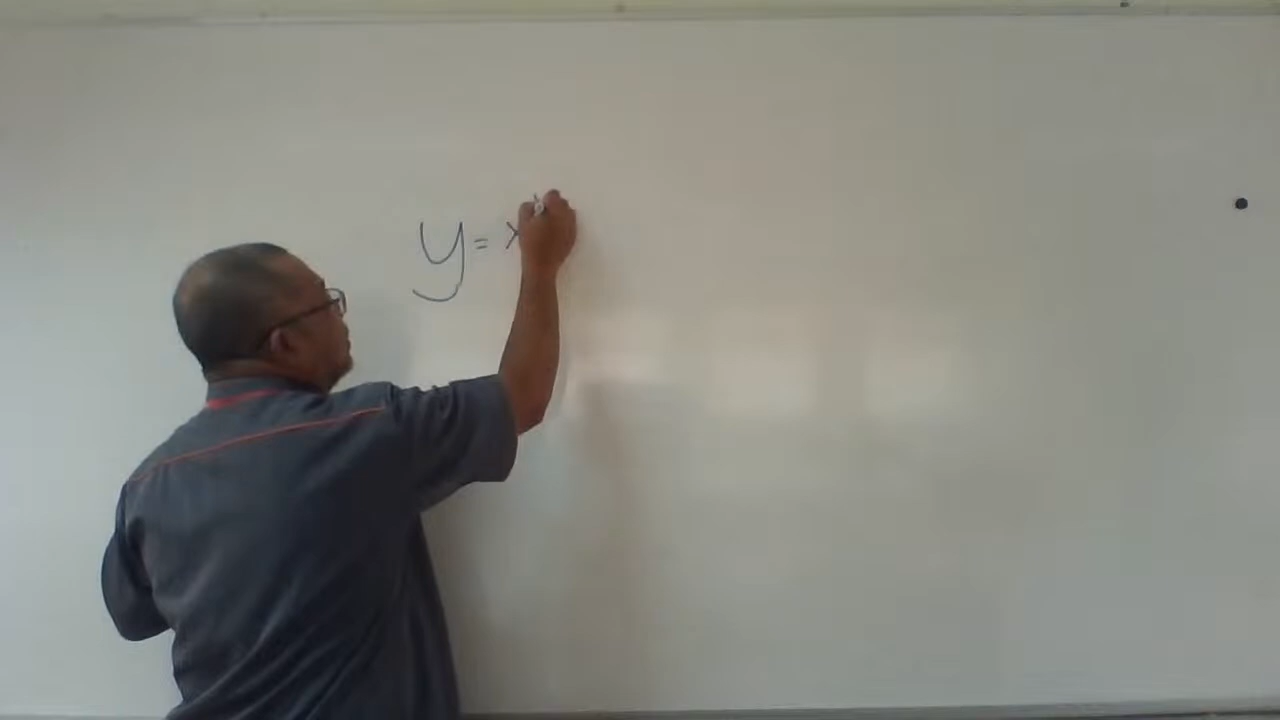 y = x